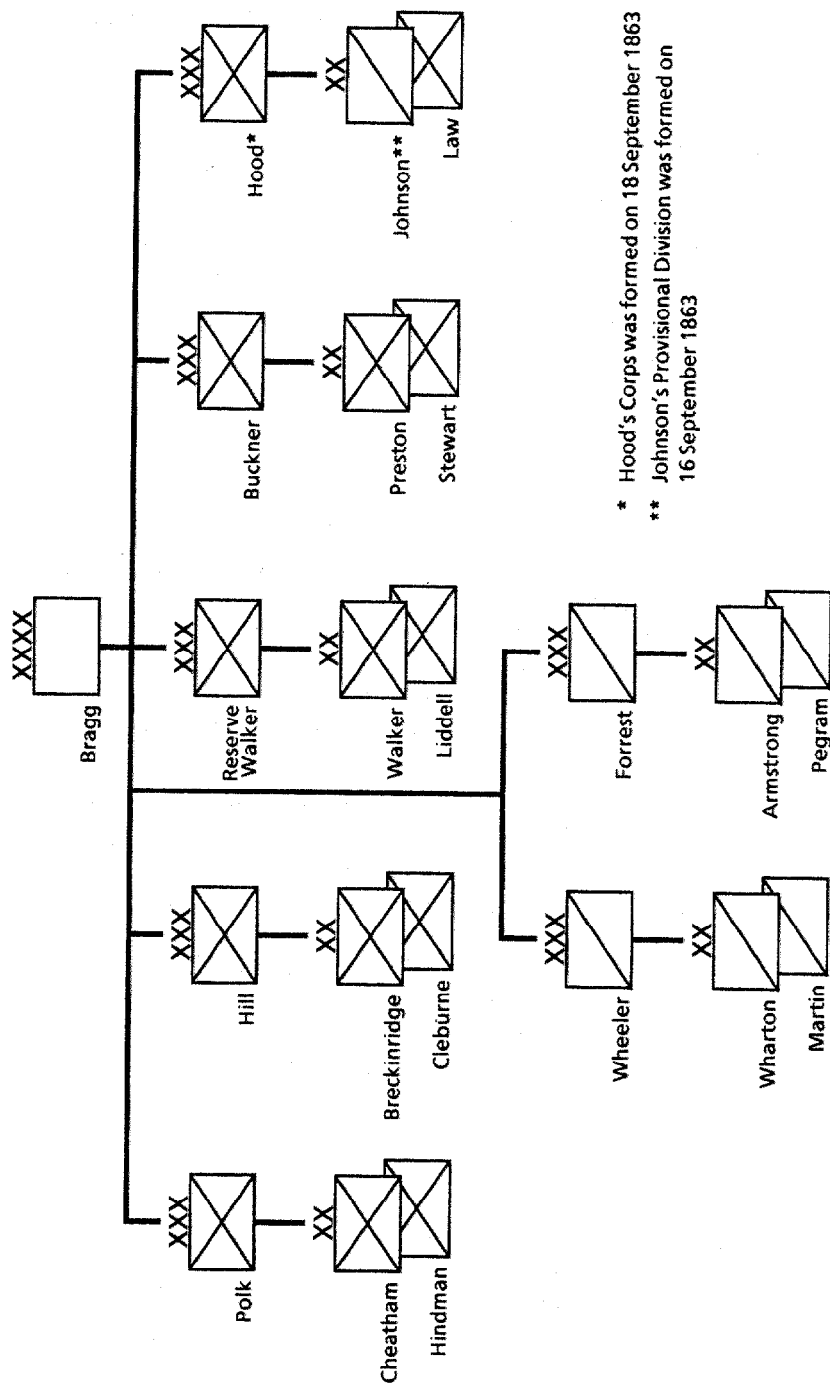 XXXX
Bragg
XXX
Polk
XX
Cheatham
Hindman
XXX
Hill
XX
Breckinridge
Cleburne
XXX
Reserve
Walker
XX
Walker
Liddell
XXX
Buckner
XX
Preston
Stewart
XXX
Hood*
XX
Johnson**
Law
XXX
Wheeler
XX
Wharton
Martin
XXX
Forrest
XX
Armstrong
Pegram
* Hood's Corps was formed on 18 September 1863
** Johnson's Provisional Division was formed on
16 September 1863